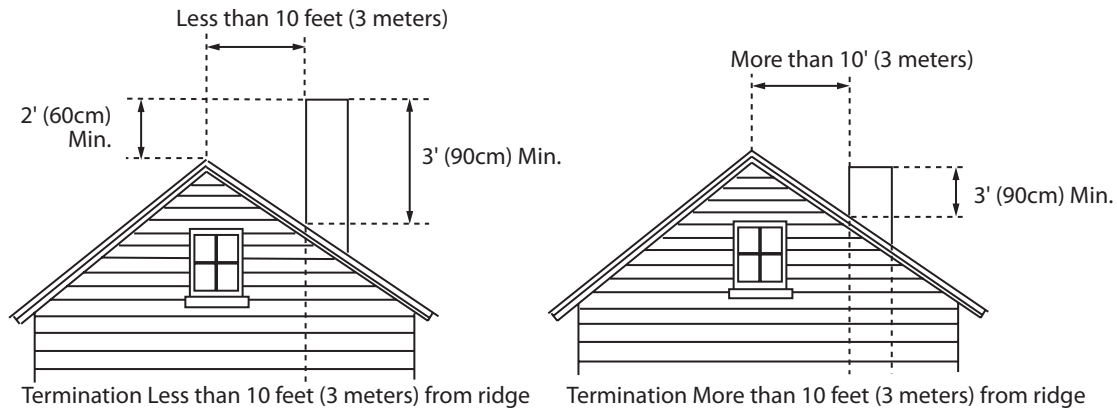 Less than 10 feet (3 meters)
2' (60cm)
Min.
3' (90cm) Min.
Termination Less than 10 feet (3 meters) from ridge
More than 10' (3 meters)
3' (90cm) Min.
Termination More than 10 feet (3 meters) from ridge